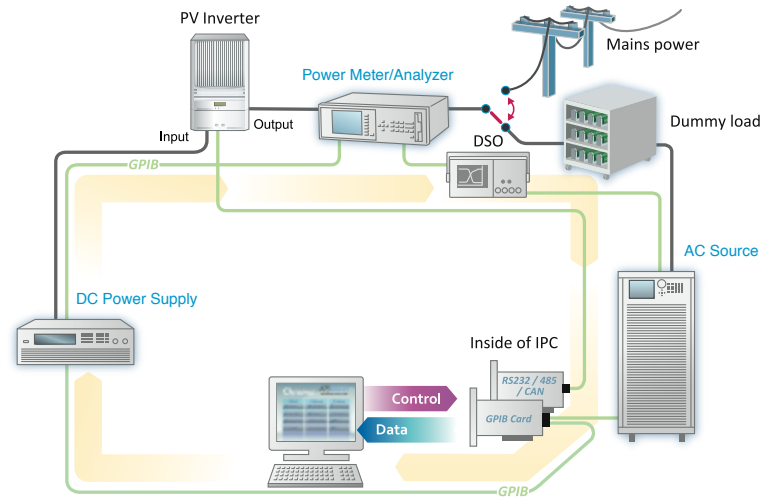 PV Inverter
Mains power
Power Meter/Analyzer
Dummy load
Output
Input
DSO
GPIB
AC Source
DC Power Supply
Inside of IPC
RS232 / 485
/ CAN
Control
GPIB Card
Data
GPIB